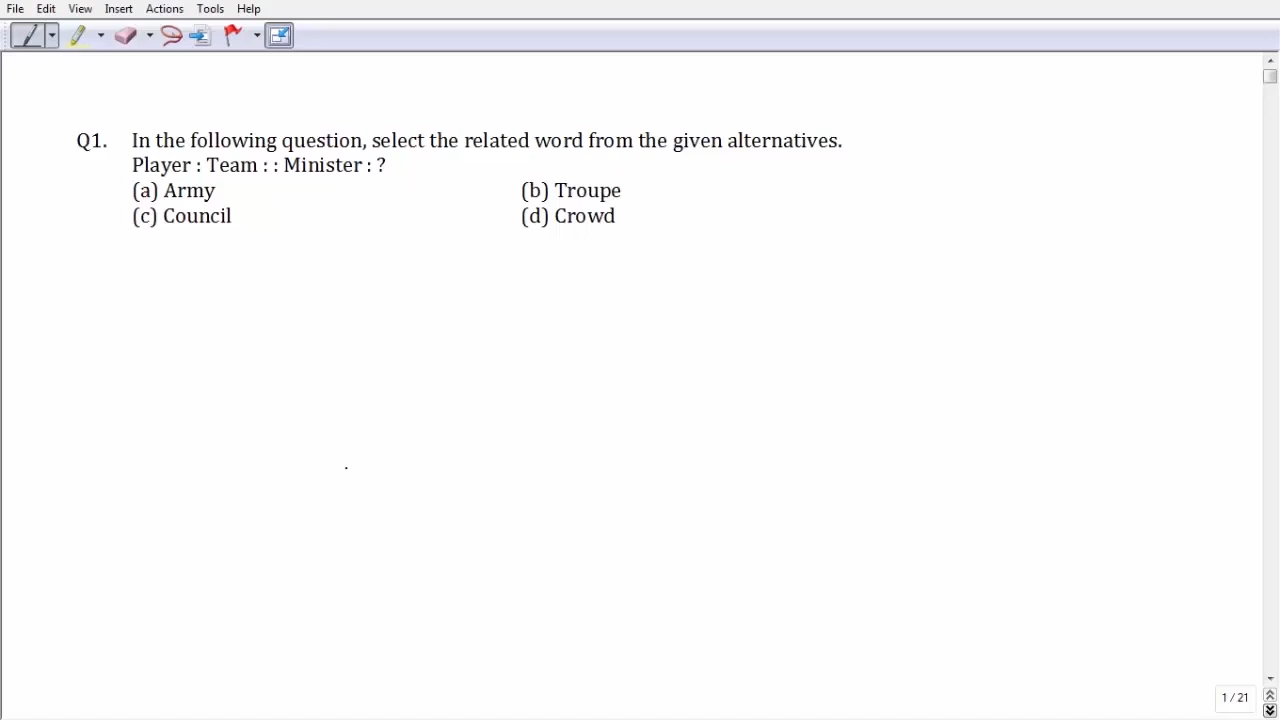 File Edit View Insert Actions Tools Help
Q1. In the following question, select the related word from the given alternatives.
Player : Team : : Minister : ?
(a) Army (b) Troupe
(c) Council (d) Crowd
1 / 21